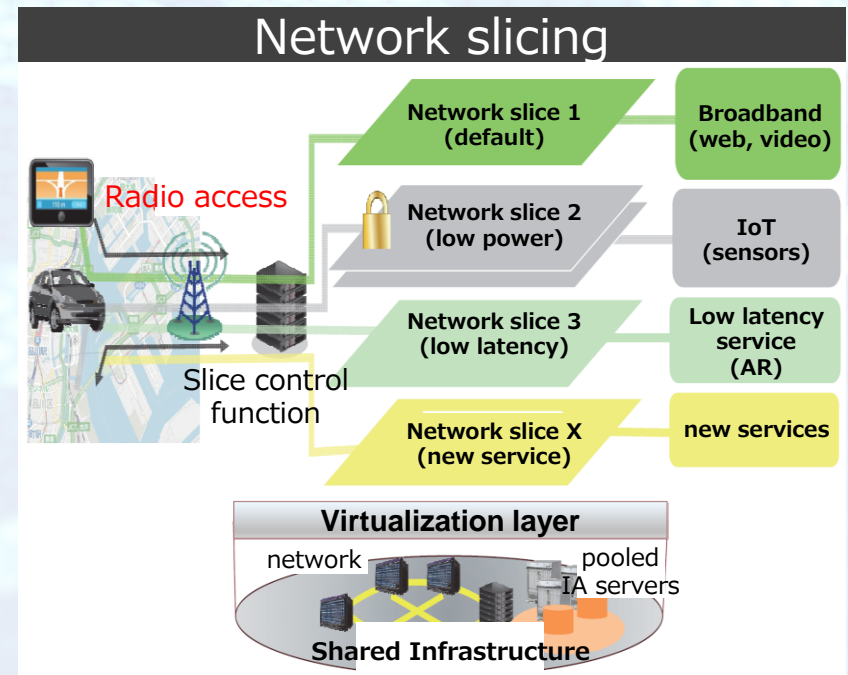 Network slicing
Network slice 1
(default)
Broadband
(web, video)
Radio access
Network slice 2
(low power)
IoT
(sensors)
Network slice 3
(low latency)
Low latency
service
(AR)
Slice control
function
Network slice X
(new service)
new services
Virtualization layer
network
pooled
IA servers
Shared Infrastructure